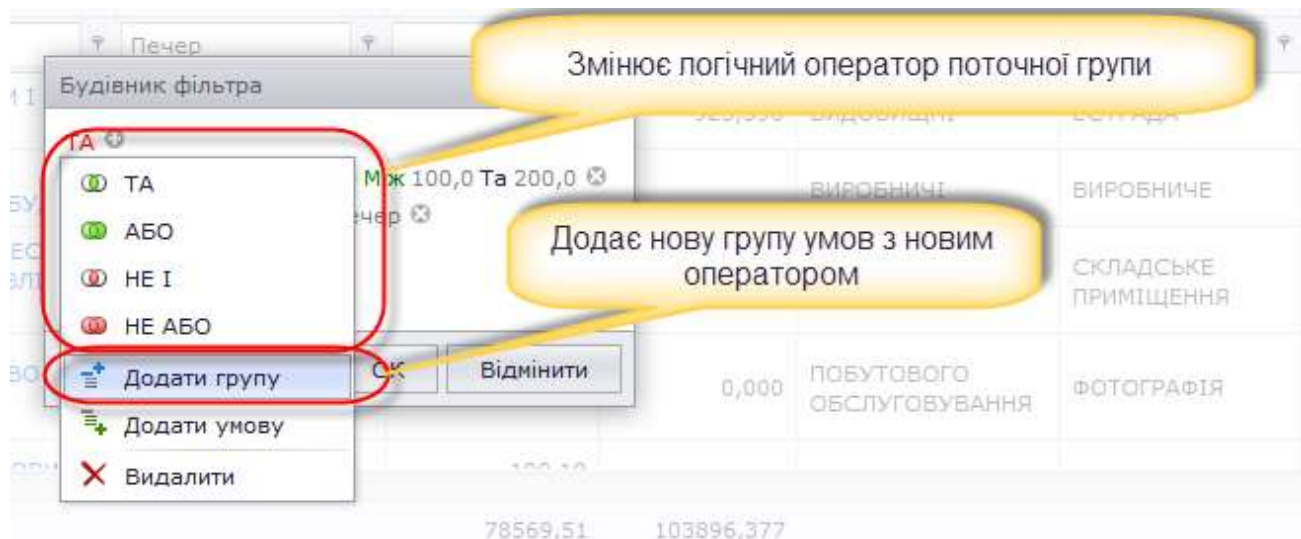 Печер
Змінює логічний оператор поточної групи
Будівник фільтра
ТА
ТА
Між 100,0 Та 200,0
ВИРОБНИЧІ
ВИРОБНИЧЕ
АБО
Додає нову групу умов з новим
оператором
НЕ І
СКЛАДСЬКЕ
ПРИМІЩЕННЯ
НЕ АБО
Додати групу
ОК
Відмінити
0,000
ПОБУТОВОГО
ОБСЛУГОВУВАННЯ
ФОТОГРАФІЯ
Додати умову
Видалити
78569,51
103896,377